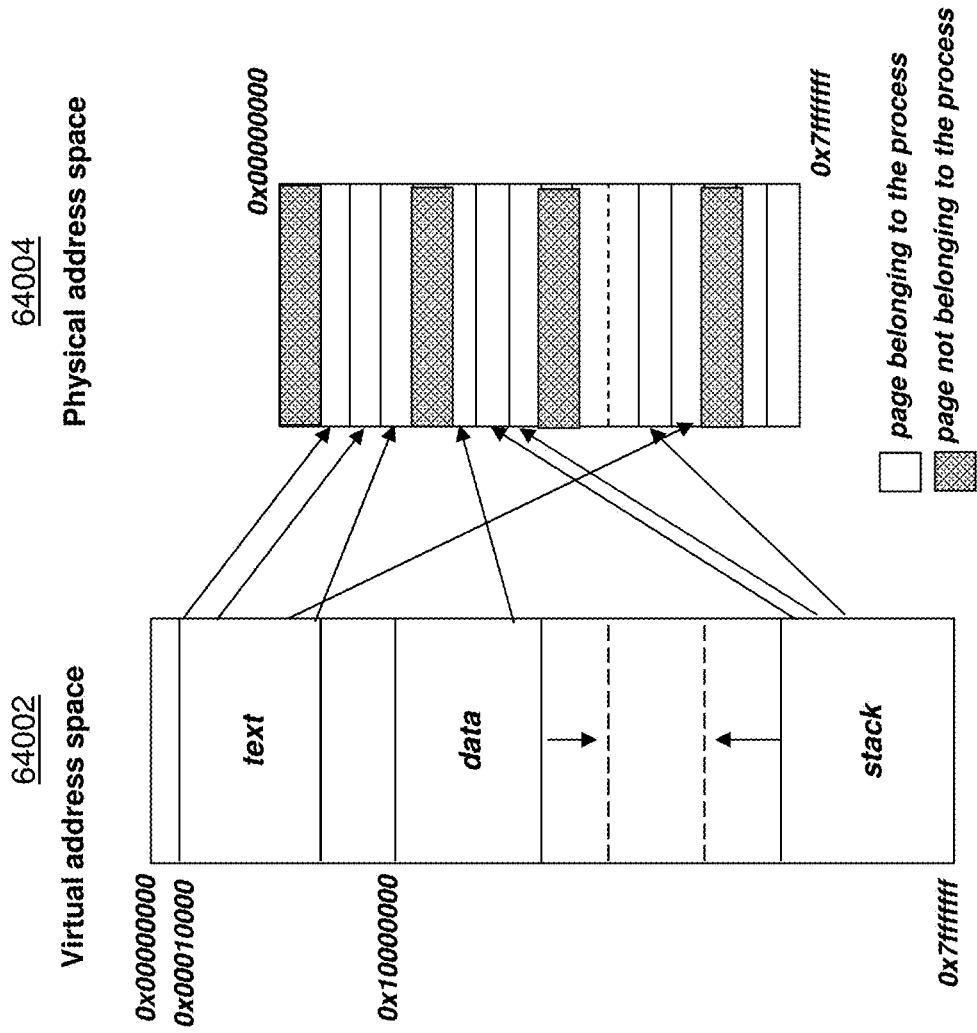 64002
Virtual address space
0x00000000
0x00010000
0x10000000
0x7fffffff
text
data
stack
64004
Physical address space
0x00000000
0x7fffffff
page belonging to the process
page not belonging to the process